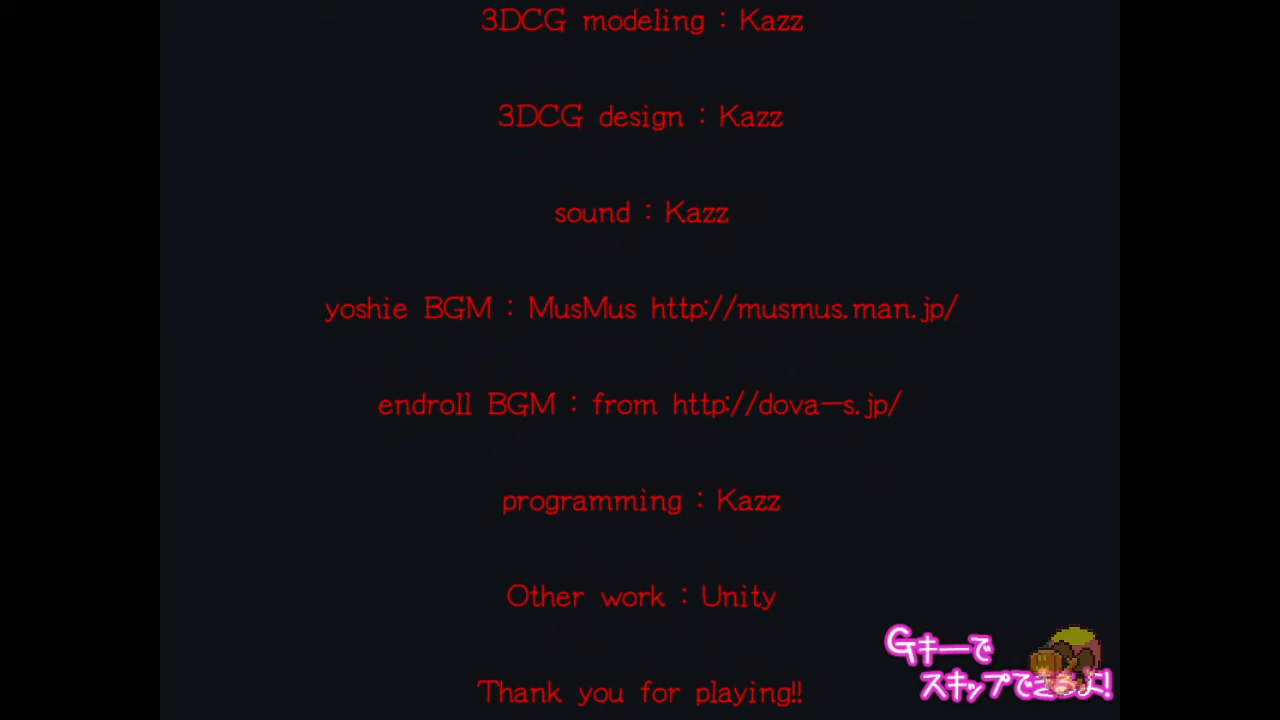 3DCG modeling : Kazz
3DCG design : Kazz
sound : Kazz
yoshie BGM : MusMus http://musmus.man.jp/
endroll BGM : from http://dova-s.jp/
programming : Kazz
Other work : Unity
Thank you for playing!!
Gキーで
スキップできるよ!